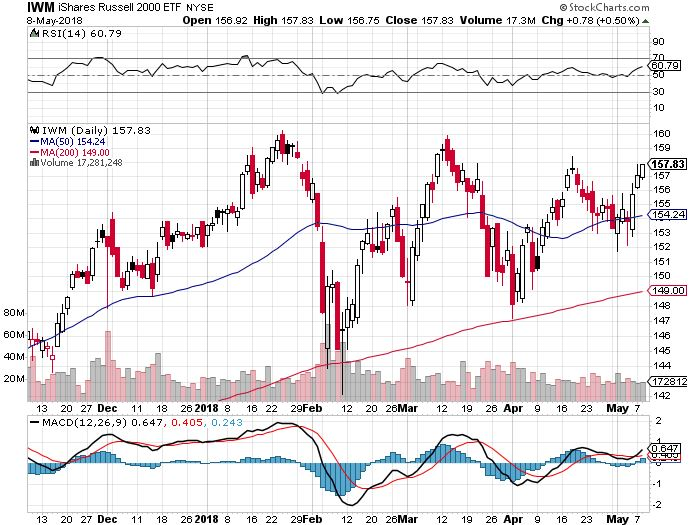 IWM iShares Russell 2000 ETF NYSE © StockCharts.com
8-May-2018 Open 156.92 High 157.83 Low 156.75 Close 157.83 Volume 17.3M Chg +0.78 (+0.50%)
RSI(14) 60.79
90
70
60.79
50
30
10
IWM (Daily) 157.83
MA(50) 154.24
MA(200) 149.00
Volume 17,281,248
160
159
158
157.83
157
156
155
154.24
153
152
151
150
149.00
148
147
146
145
144
142
80M
60M
40M
20M
17281248
13 20 27 Dec 11 18 26 2018 8 16 22 29 Feb 12 20 26 Mar 12 19 26 Apr 9 16 23 May 7
MACD(12,26,9) 0.647, 0.405, 0.243
2
1
0.647
0.405
0
-1
-2
13 20 27 Dec 11 18 26 2018 8 16 22 29 Feb 12 20 26 Mar 12 19 26 Apr 9 16 23 May 7